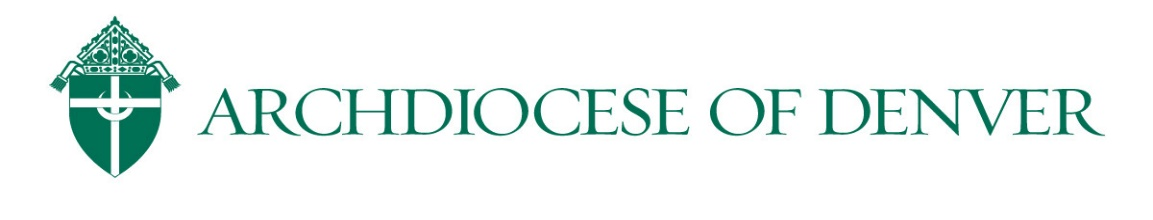 ARCHDIOCESE OF DENVER